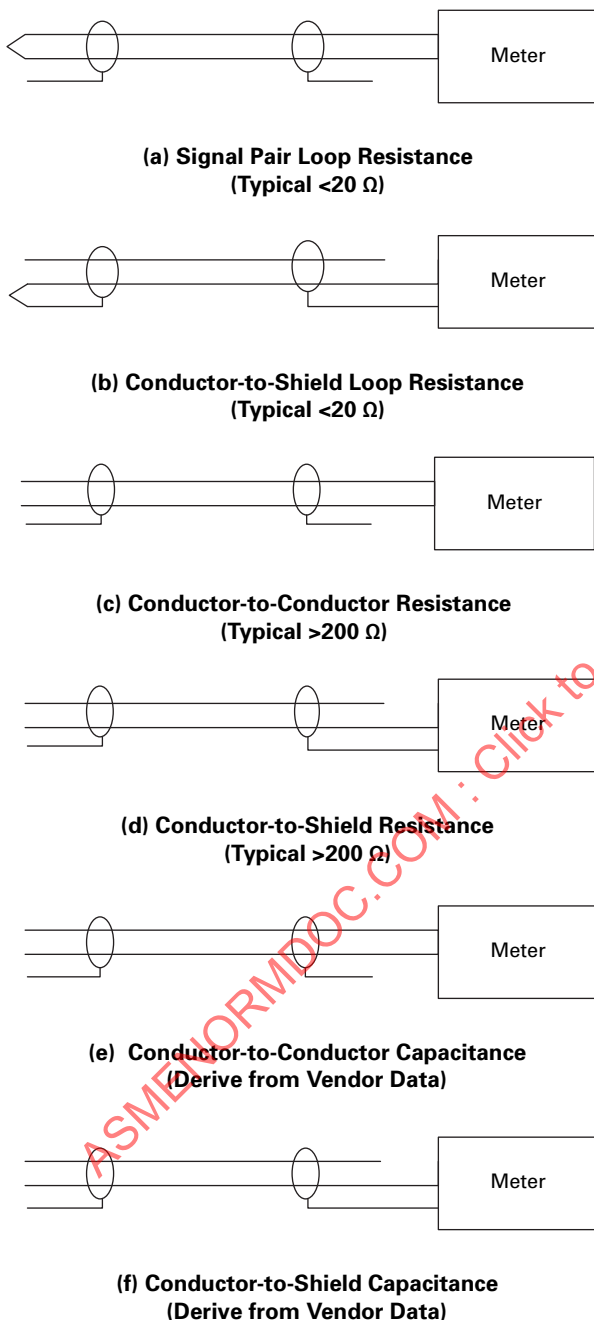 Meter
(a) Signal Pair Loop Resistance
(Typical <20 Ω)
Meter
(b) Conductor-to-Shield Loop Resistance
(Typical <20 Ω)
Meter
(c) Conductor-to-Conductor Resistance
(Typical >200 Ω)
Meter
(d) Conductor-to-Shield Resistance
(Typical >200 Ω)
Meter
(e) Conductor-to-Conductor Capacitance
(Derive from Vendor Data)
Meter
(f) Conductor-to-Shield Capacitance
(Derive from Vendor Data)
ASMENORMDOC.COM : Click to